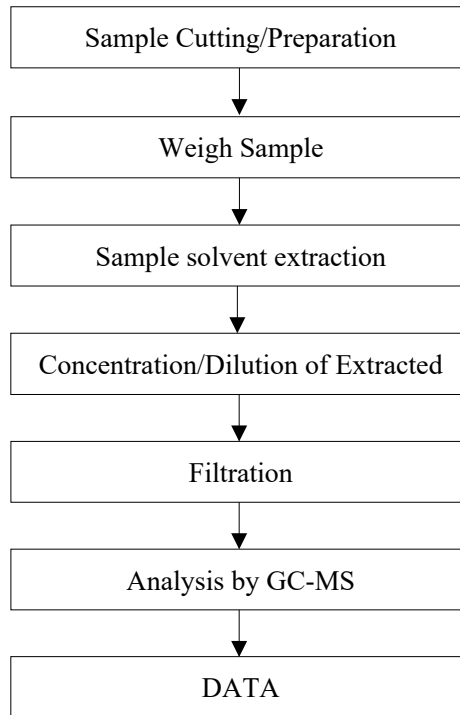 Sample Cutting/Preparation
Weigh Sample
Sample solvent extraction
Concentration/Dilution of Extracted
Filtration
Analysis by GC-MS
DATA